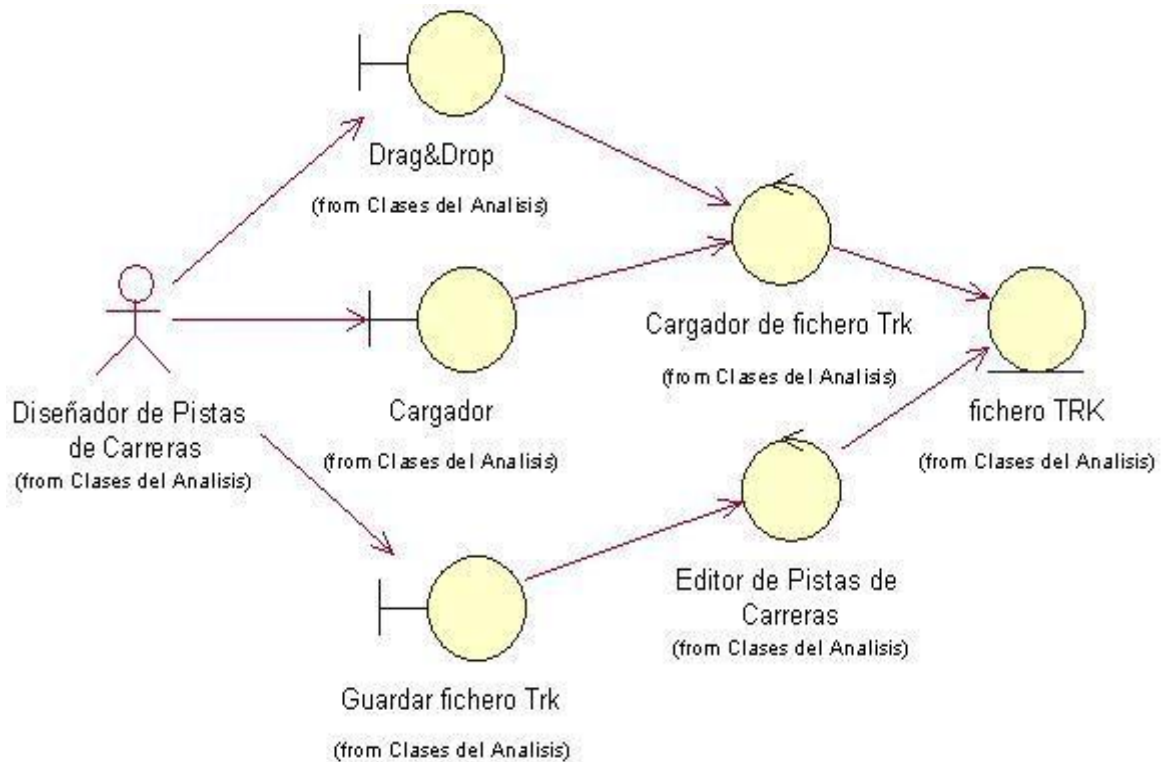 Drag&Drop
(from Clases del Analisis)
Cargador de fichero Trk
(from Clases del Analisis)
Diseñador de Pistas
de Carreras
(from Clases del Analisis)
Cargador
(from Clases del Analisis)
fichero TRK
(from Clases del Analisis)
Editor de Pistas de
Carreras
(from Clases del Analisis)
Guardar fichero Trk
(from Clases del Analisis)